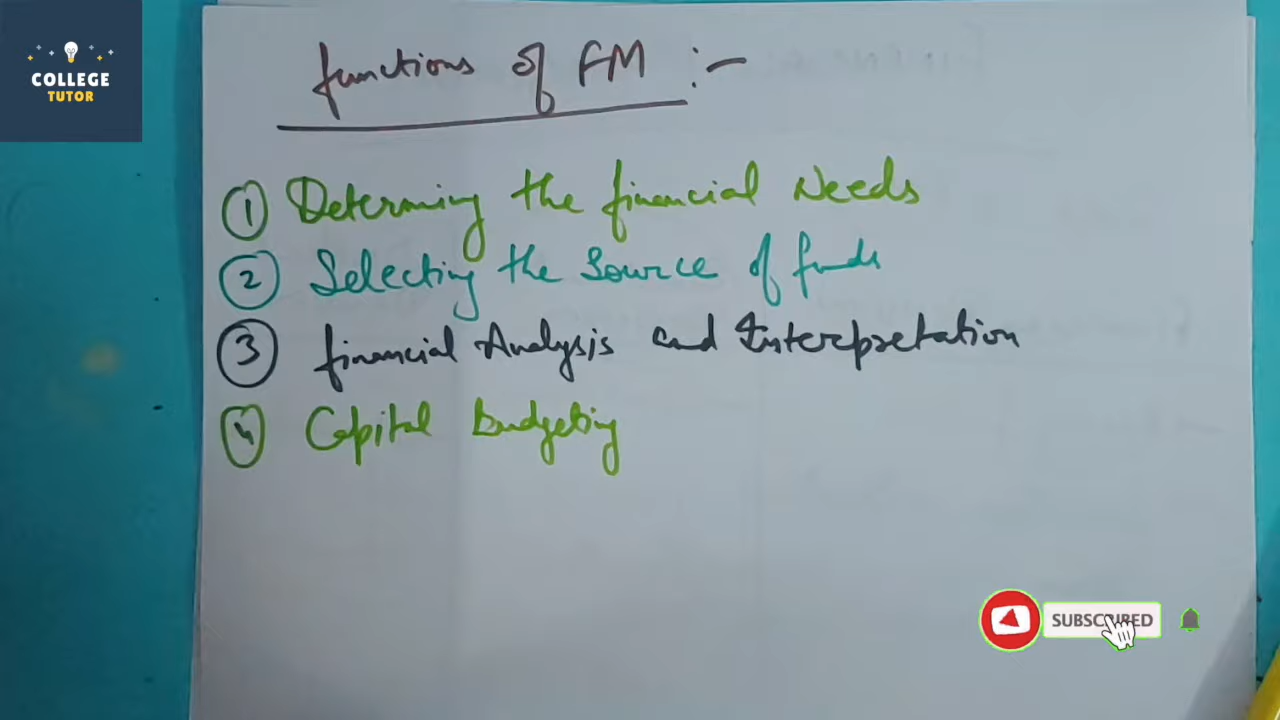 COLLEGE
TUTOR
functions of FM :-
① Determing the financial Needs
② Selecting the Source of funds
③ financial Analysis and Interpretation
④ Capital Budgeting
SUBSCRIBED